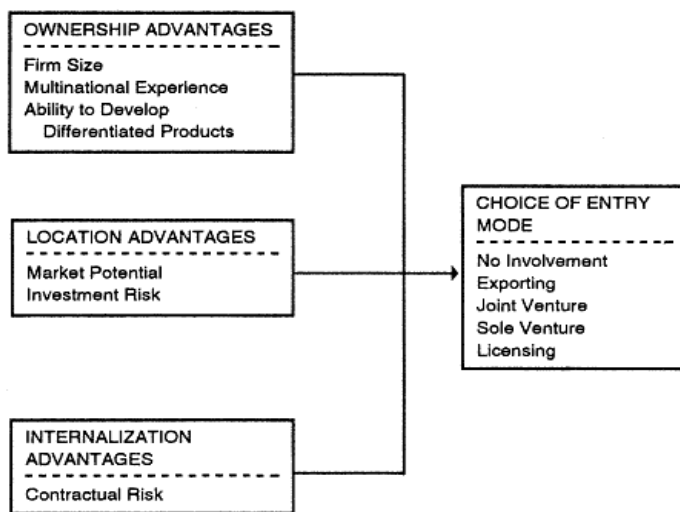 OWNERSHIP ADVANTAGES
Firm Size
Multinational Experience
Ability to Develop
Differentiated Products
LOCATION ADVANTAGES
Market Potential
Investment Risk
INTERNALIZATION
ADVANTAGES
Contractual Risk
CHOICE OF ENTRY
MODE
No Involvement
Exporting
Joint Venture
Sole Venture
Licensing